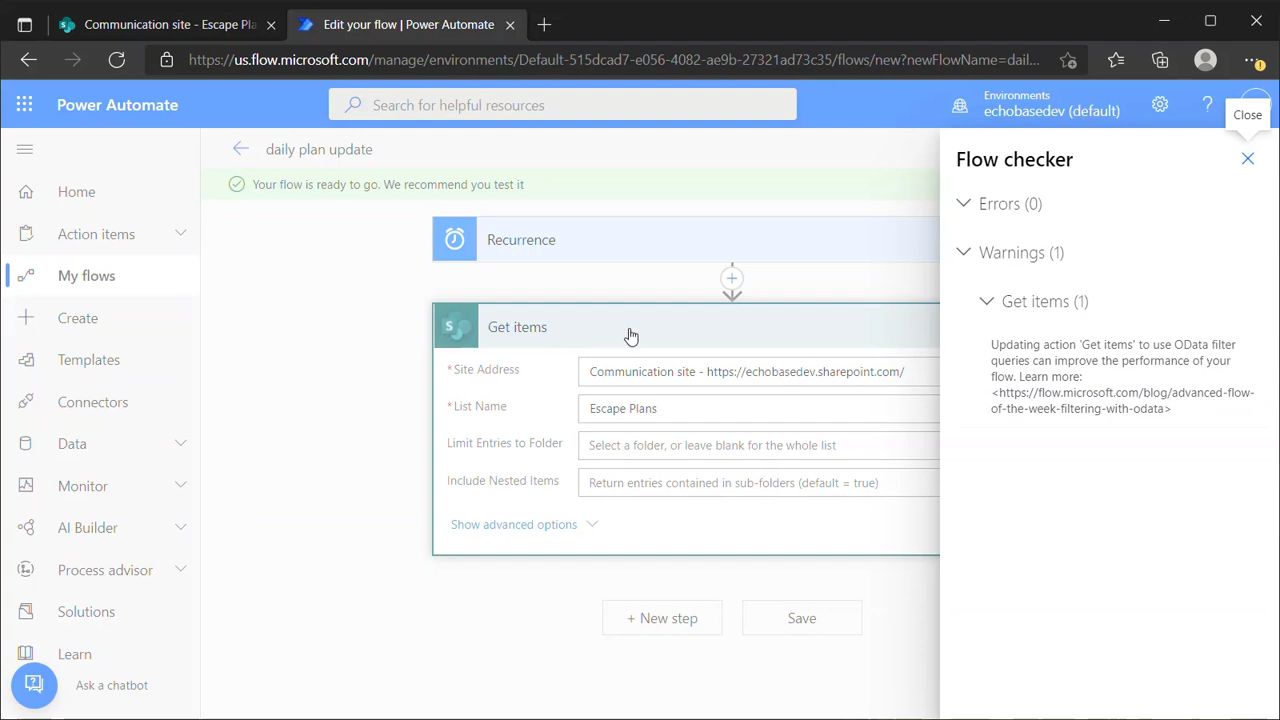 Communication site - Escape Pla
Edit your flow | Power Automate
https://us.flow.microsoft.com/manage/environments/Default-515dcad7-e056-4082-ae9b-27321ad73c35/flows/new?newFlowName=dail...
Power Automate
Search for helpful resources
Environments
echobasedev (default)
?
Close
daily plan update
Your flow is ready to go. We recommend you test it
Home
Action items
My flows
Create
Templates
Connectors
Data
Monitor
AI Builder
Process advisor
Solutions
Learn
Ask a chatbot
Recurrence
Get items
* Site Address
Communication site - https://echobasedev.sharepoint.com/
* List Name
Escape Plans
Limit Entries to Folder
Select a folder, or leave blank for the whole list
Include Nested Items
Return entries contained in sub-folders (default = true)
Show advanced options
+ New step
Save
Flow checker
Errors (0)
Warnings (1)
Get items (1)
Updating action 'Get items' to use OData filter
queries can improve the performance of your
flow. Learn more:
<https://flow.microsoft.com/blog/advanced-flow-
of-the-week-filtering-with-odata>